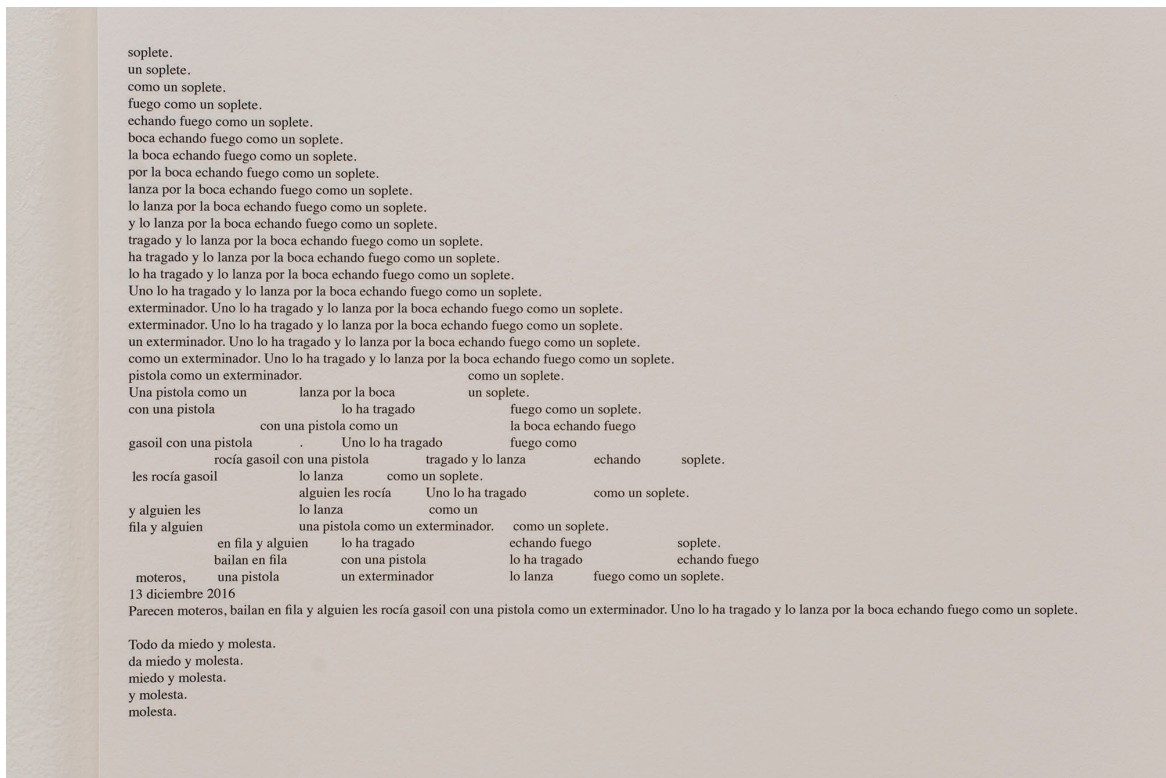 soplete.
un soplete.
como un soplete.
fuego como un soplete.
echando fuego como un soplete.
boca echando fuego como un soplete.
la boca echando fuego como un soplete.
por la boca echando fuego como un soplete.
lanza por la boca echando fuego como un soplete.
lo lanza por la boca echando fuego como un soplete.
y lo lanza por la boca echando fuego como un soplete.
tragado y lo lanza por la boca echando fuego como un soplete.
ha tragado y lo lanza por la boca echando fuego como un soplete.
lo ha tragado y lo lanza por la boca echando fuego como un soplete.
Uno lo ha tragado y lo lanza por la boca echando fuego como un soplete.
exterminador. Uno lo ha tragado y lo lanza por la boca echando fuego como un soplete.
exterminador. Uno lo ha tragado y lo lanza por la boca echando fuego como un soplete.
un exterminador. Uno lo ha tragado y lo lanza por la boca echando fuego como un soplete.
como un exterminador. Uno lo ha tragado y lo lanza por la boca echando fuego como un soplete.
pistola como un exterminador. como un soplete.
Una pistola como un lanza por la boca un soplete.
con una pistola lo ha tragado fuego como un soplete.
con una pistola como un la boca echando fuego
gasoil con una pistola . Uno lo ha tragado fuego como
rocía gasoil con una pistola tragado y lo lanza echando soplete.
les rocía gasoil lo lanza como un soplete.
alguien les rocía Uno lo ha tragado como un soplete.
y alguien les lo lanza como un
fila y alguien una pistola como un exterminador. como un soplete.
en fila y alguien lo ha tragado echando fuego soplete.
bailan en fila con una pistola lo ha tragado echando fuego
moteros, una pistola un exterminador lo lanza fuego como un soplete.
13 diciembre 2016
Parecen moteros, bailan en fila y alguien les rocía gasoil con una pistola como un exterminador. Uno lo ha tragado y lo lanza por la boca echando fuego como un soplete.
Todo da miedo y molesta.
da miedo y molesta.
miedo y molesta.
y molesta.
molesta.